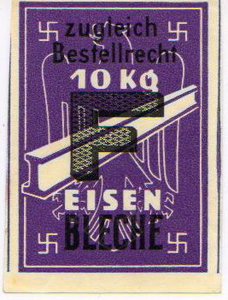 zugleich
Bestellrecht
10 KG
F
EISEN
BLECHE